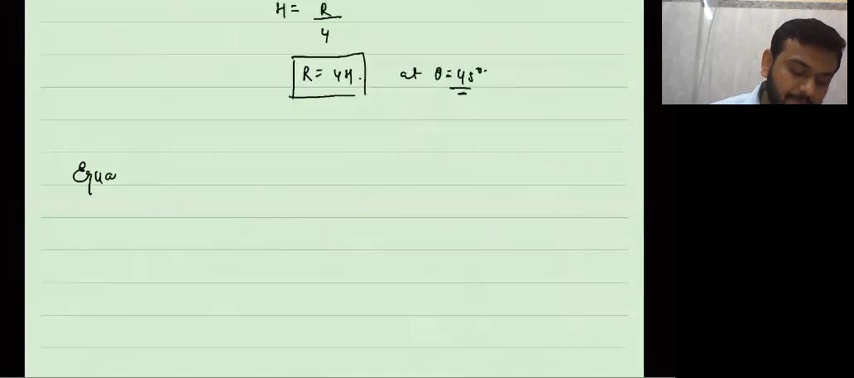 H = R
4
R = 4H. at θ = 45°.
Equa